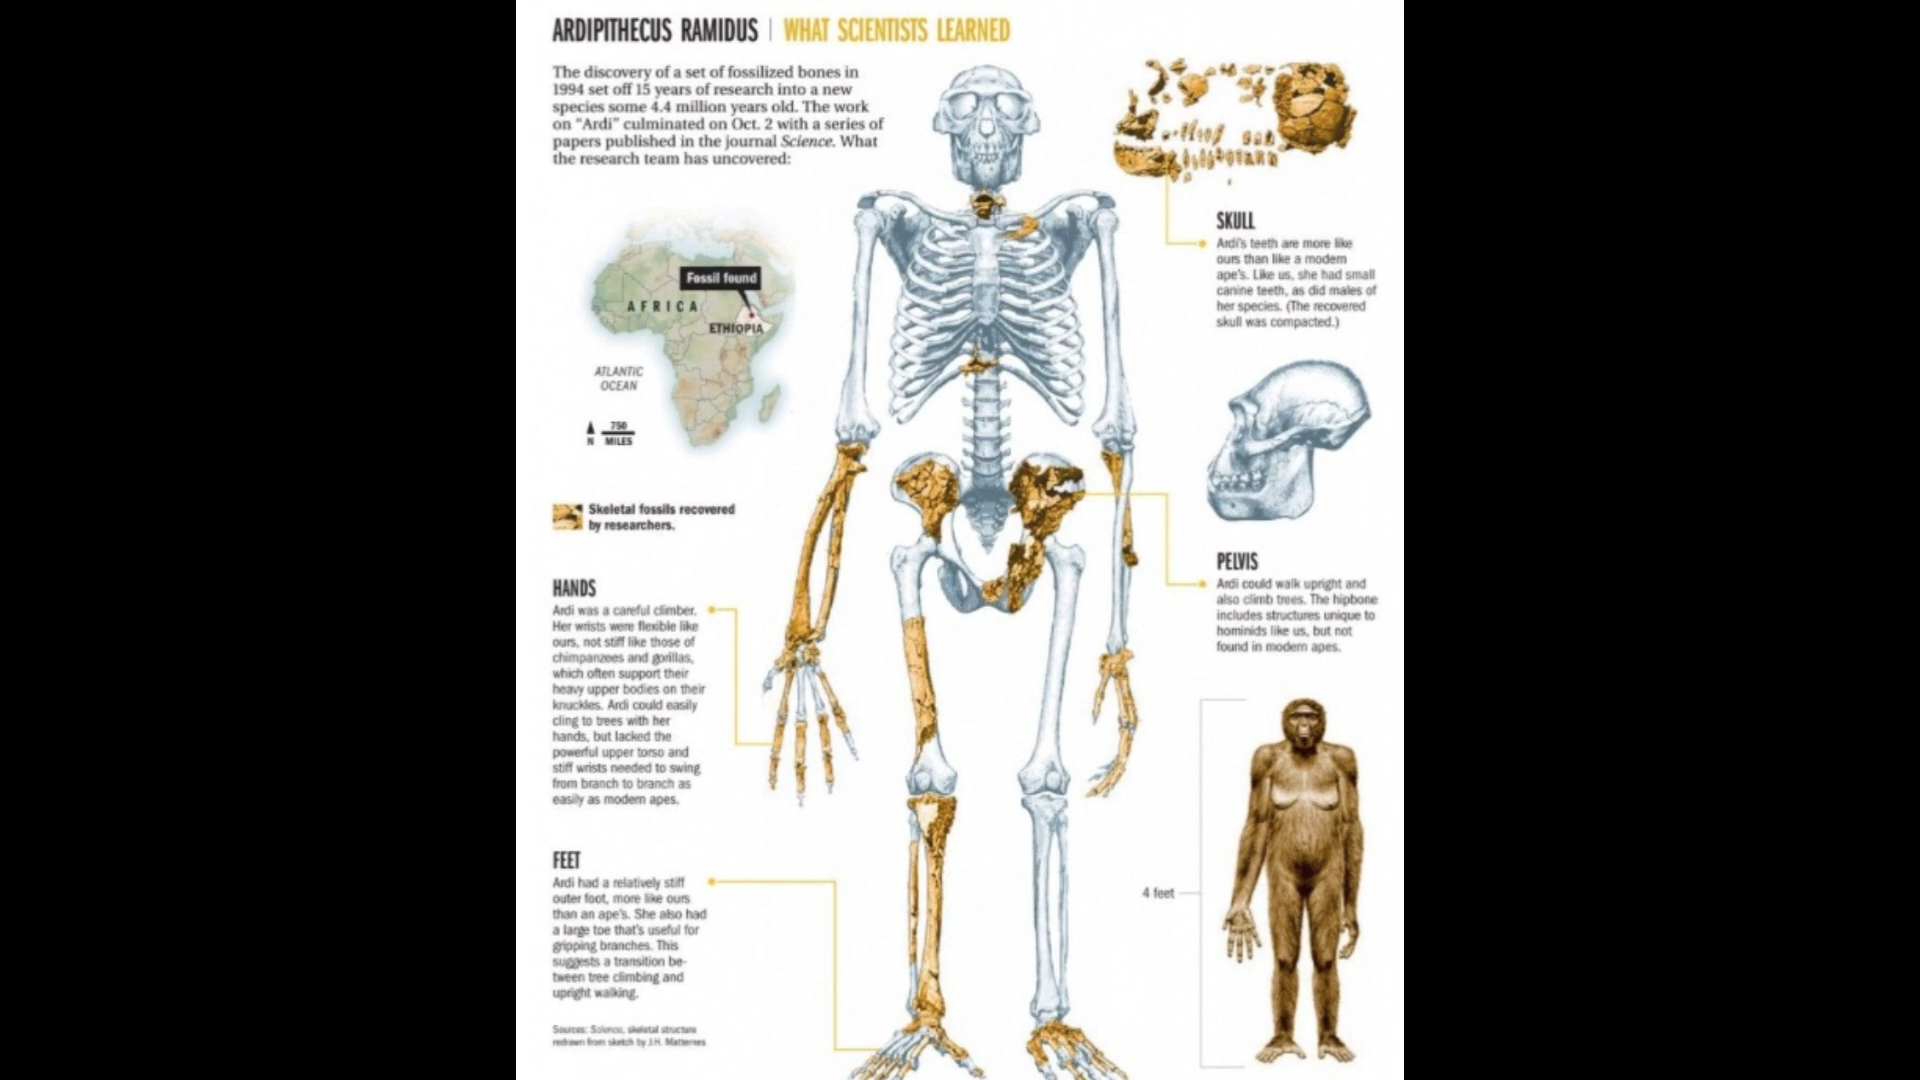 ARDIPITHECUS RAMIDUS | WHAT SCIENTISTS LEARNED
The discovery of a set of fossilized bones in
1994 set off 15 years of research into a new
species some 4.4 million years old. The work
on "Ardi" culminated on Oct. 2 with a series of
papers published in the journal Science. What
the research team has uncovered:
Fossil found
AFRICA
ETHIOPIA
ATLANTIC
OCEAN
750
N MILES
Skeletal fossils recovered
by researchers.
HANDS
Ardi was a careful climber.
Her wrists were flexible like
ours, not stiff like those of
chimpanzees and gorillas,
which often support their
heavy upper bodies on their
knuckles. Ardi could easily
cling to trees with her
hands, but lacked the
powerful upper torso and
stiff wrists needed to swing
from branch to branch as
easily as modern apes.
FEET
Ardi had a relatively stiff
outer foot, more like ours
than an ape's. She also had
a large toe that's useful for
gripping branches. This
suggests a transition be-
tween tree climbing and
upright walking.
Sources: Science, skeletal structure
redrawn from sketch by J.H. Matternes
SKULL
Ardi's teeth are more like
ours than like a modern
ape's. Like us, she had small
canine teeth, as did males of
her species. (The recovered
skull was compacted.)
PELVIS
Ardi could walk upright and
also climb trees. The hipbone
includes structures unique to
hominids like us, but not
found in modern apes.
4 feet